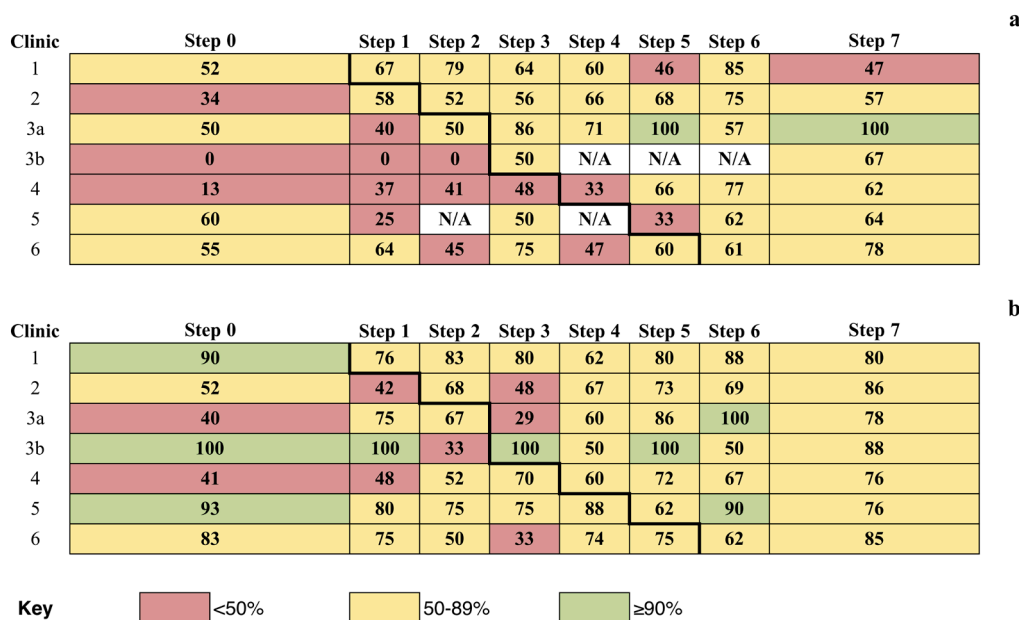 a
Clinic Step 0 Step 1 Step 2 Step 3 Step 4 Step 5 Step 6 Step 7
1 52 67 79 64 60 46 85 47
2 34 58 52 56 66 68 75 57
3a 50 40 50 86 71 100 57 100
3b 0 0 0 50 N/A N/A N/A 67
4 13 37 41 48 33 66 77 62
5 60 25 N/A 50 N/A 33 62 64
6 55 64 45 75 47 60 61 78
b
Clinic Step 0 Step 1 Step 2 Step 3 Step 4 Step 5 Step 6 Step 7
1 90 76 83 80 62 80 88 80
2 52 42 68 48 67 73 69 86
3a 40 75 67 29 60 86 100 78
3b 100 100 33 100 50 100 50 88
4 41 48 52 70 60 72 67 76
5 93 80 75 75 88 62 90 76
6 83 75 50 33 74 75 62 85
Key <50% 50-89% ≥90%